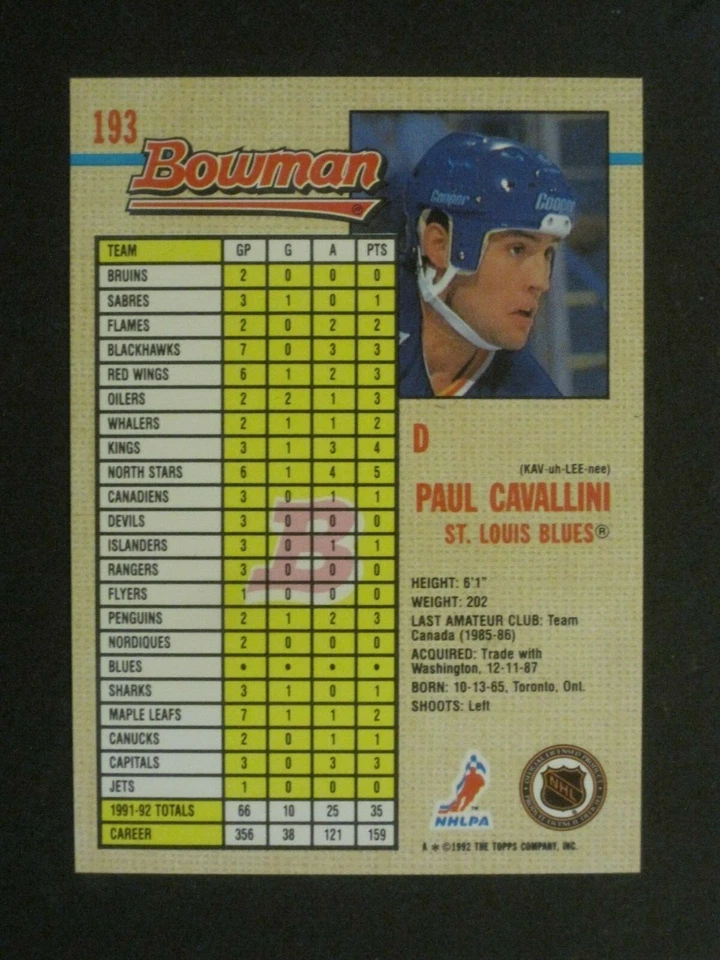 193
Bowman®
Cooper
Cooper
TEAM GP G A PTS
BRUINS 2 0 0 0
SABRES 3 1 0 1
FLAMES 2 0 2 2
BLACKHAWKS 7 0 3 3
RED WINGS 6 1 2 3
OILERS 2 2 1 3
WHALERS 2 1 1 2
KINGS 3 1 3 4
NORTH STARS 6 1 4 5
CANADIENS 3 0 1 1
DEVILS 3 0 0 0
ISLANDERS 3 0 1 1
RANGERS 3 0 0 0
FLYERS 1 0 0 0
PENGUINS 2 1 2 3
NORDIQUES 2 0 0 0
BLUES • • • •
SHARKS 3 1 0 1
MAPLE LEAFS 7 1 1 2
CANUCKS 2 0 1 1
CAPITALS 3 0 3 3
JETS 1 0 0 0
1991-92 TOTALS 66 10 25 35
CAREER 356 38 121 159
B
D
(KAV-uh-LEE-nee)
PAUL CAVALLINI
ST. LOUIS BLUES®
HEIGHT: 6'1"
WEIGHT: 202
LAST AMATEUR CLUB: Team
Canada (1985-86)
ACQUIRED: Trade with
Washington, 12-11-87
BORN: 10-13-65, Toronto, Ont.
SHOOTS: Left
™
NHLPA
NHL
A * ©1992 THE TOPPS COMPANY, INC.